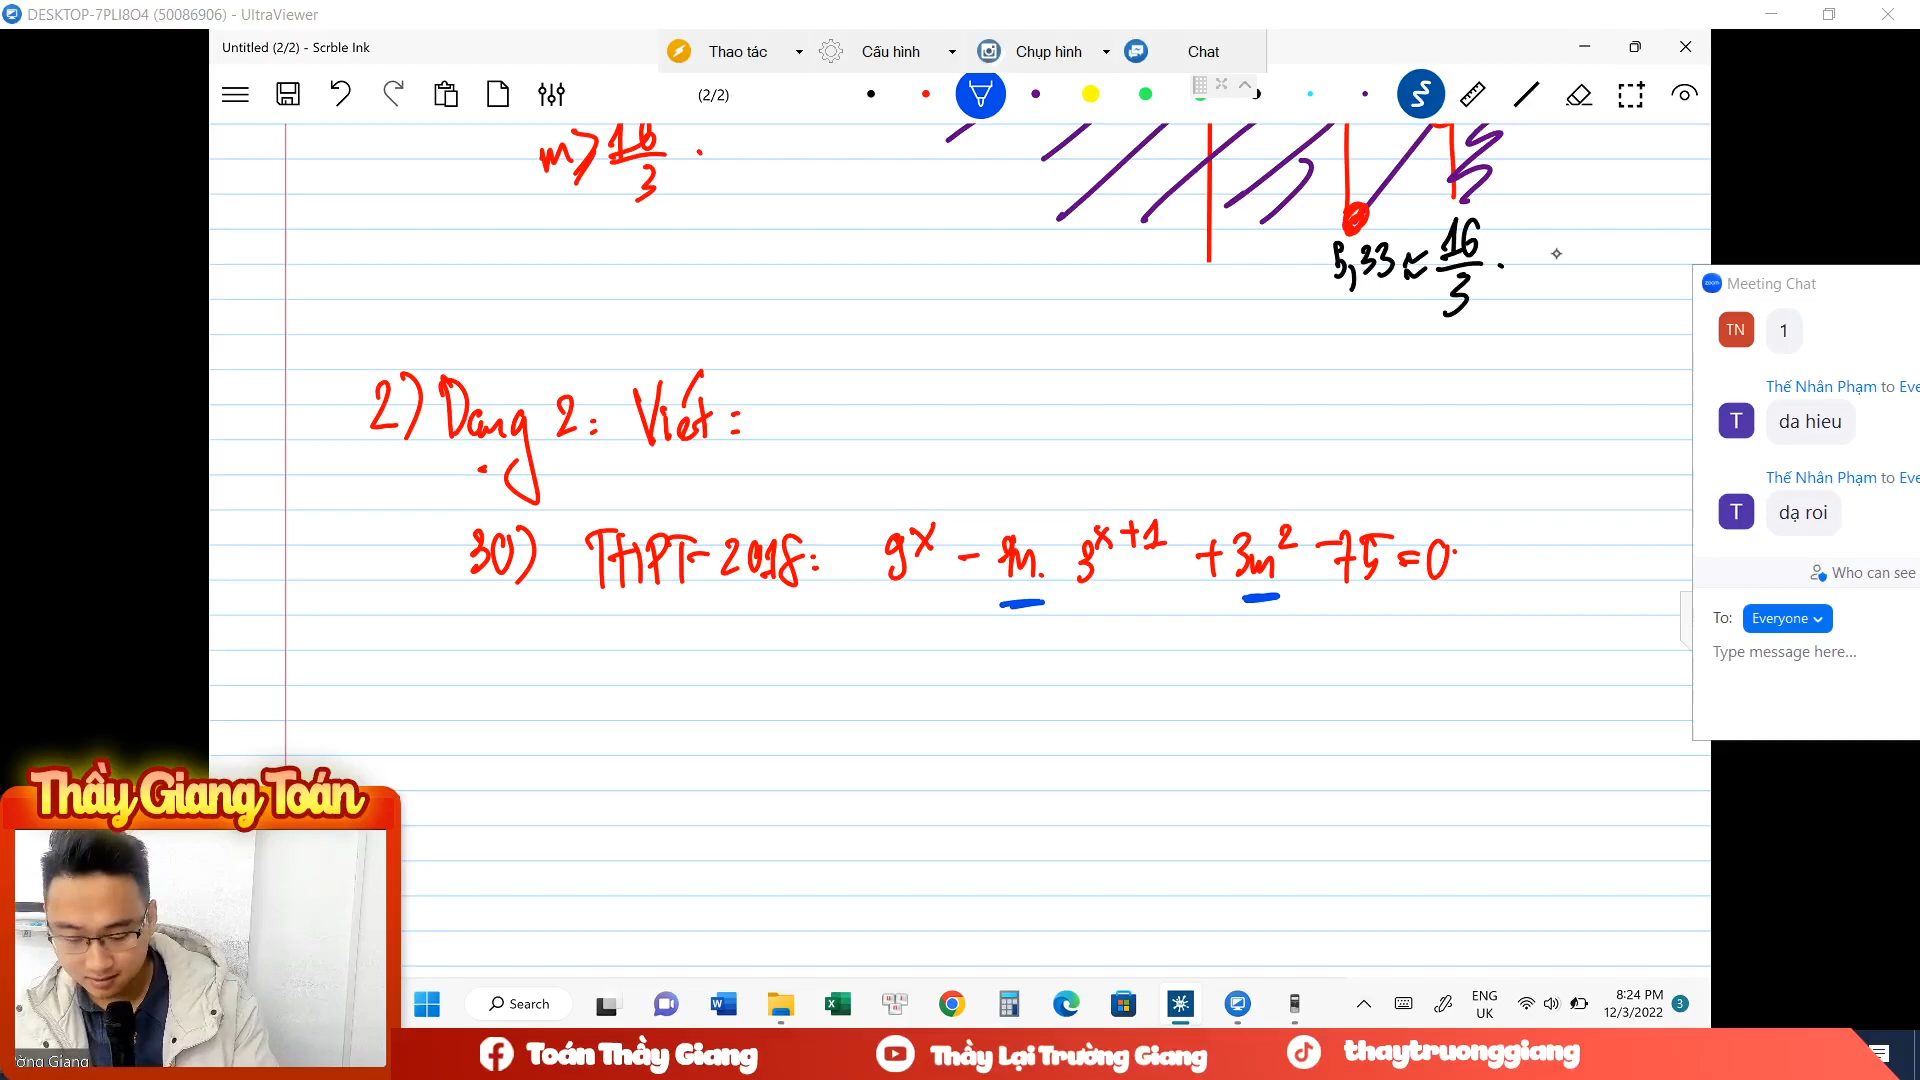 DESKTOP-7PLI8O4 (50086906) - UltraViewer
Untitled (2/2) - Scrble Ink
Thao tác
Cấu hình
Chụp hình
Chat
(2/2)
m > 16/3 .
5,33 ≈ 16/3 .
Meeting Chat
TN
1
Thế Nhân Phạm to Eve
T
da hieu
Thế Nhân Phạm to Eve
T
dạ roi
Who can see
To: Everyone
Type message here...
2) Dạng 2: Viét:
30) THPT-2018: 9^x - m. 3^{x+1} + 3m^2 - 75 = 0.
Thầy Giang Toán
ờng Giang
Search
ENG
UK
8:24 PM
12/3/2022
3
Toán Thầy Giang
Thầy Lại Trường Giang
thaytruonggiang